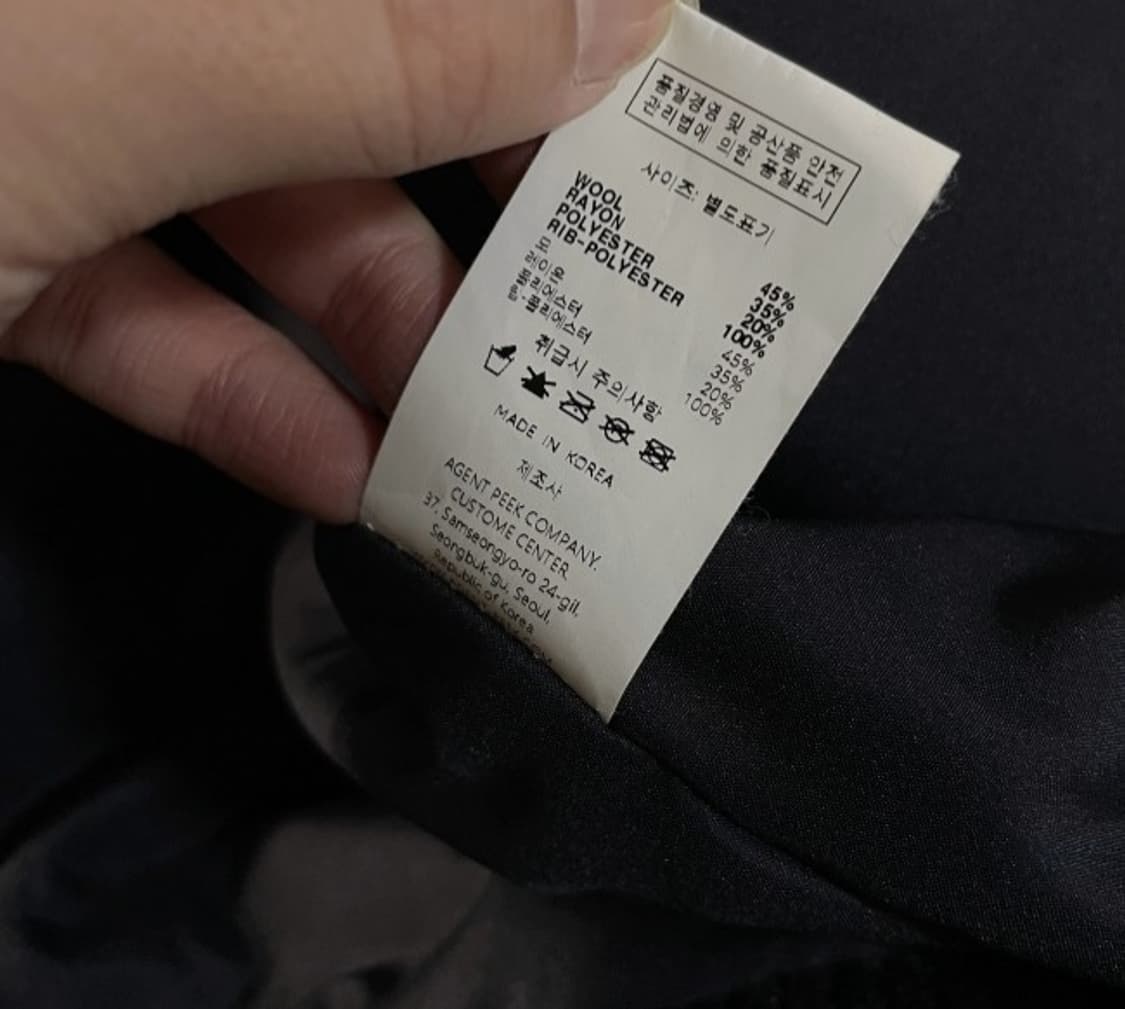 품질경영 및 공산품 안전
관리법에 의한 품질표시
사이즈: 별도표기
WOOL 45%
RAYON 35%
POLYESTER 20%
RIB-POLYESTER 100%
모 45%
레이온 35%
폴리에스터 20%
립-폴리에스터 100%
취급시 주의사항
MADE IN KOREA
제조사
AGENT PEEK COMPANY.
CUSTOME CENTER
37, Samseongyo-ro 24-gil,
Seongbuk-gu, Seoul,
Republic of Korea